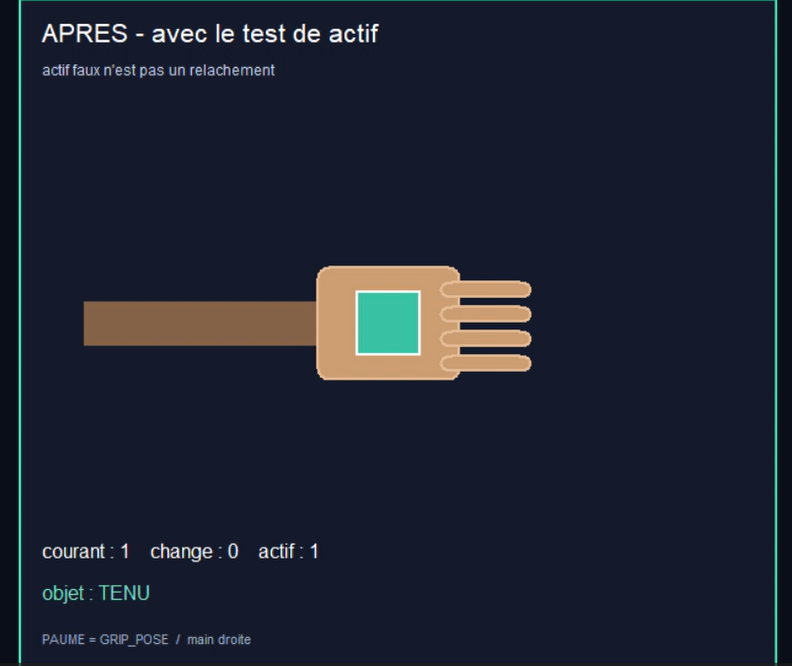 APRES - avec le test de actif
actif faux n'est pas un relachement
courant : 1 change : 0 actif : 1
objet : TENU
PAUME = GRIP_POSE / main droite